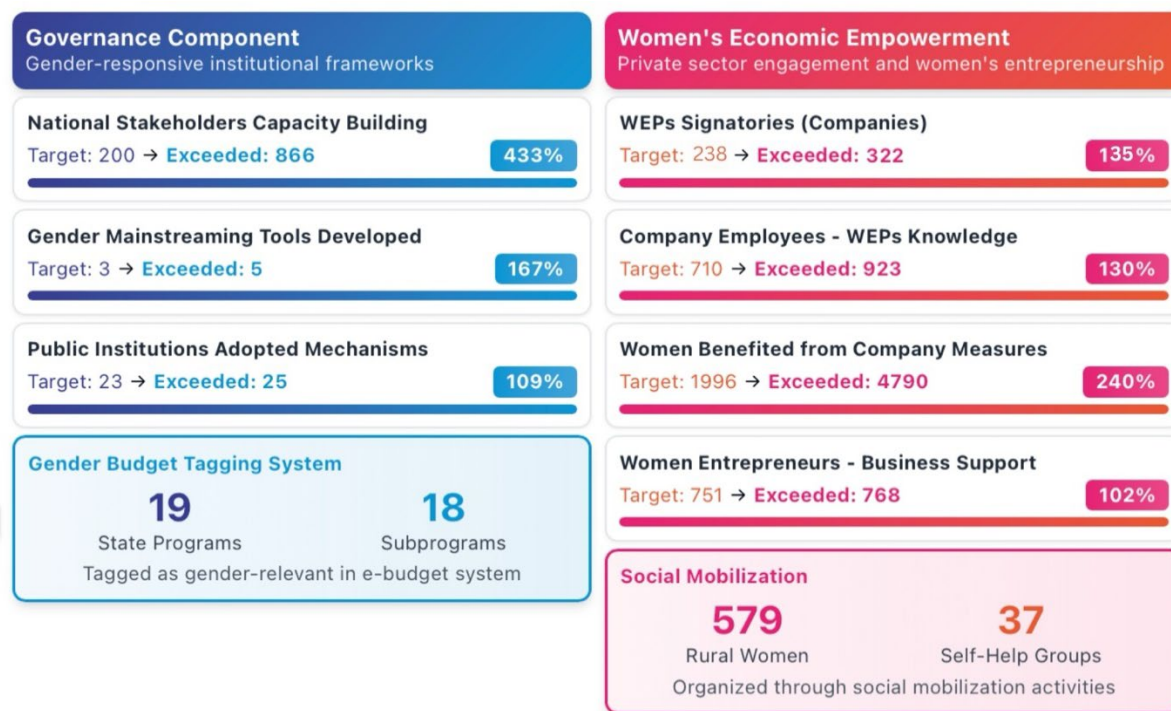 Governance Component
Gender-responsive institutional frameworks
National Stakeholders Capacity Building
Target: 200 → Exceeded: 866
433%
Gender Mainstreaming Tools Developed
Target: 3 → Exceeded: 5
167%
Public Institutions Adopted Mechanisms
Target: 23 → Exceeded: 25
109%
Gender Budget Tagging System
19 18
State Programs Subprograms
Tagged as gender-relevant in e-budget system
Women's Economic Empowerment
Private sector engagement and women's entrepreneurship
WEPs Signatories (Companies)
Target: 238 → Exceeded: 322
135%
Company Employees - WEPs Knowledge
Target: 710 → Exceeded: 923
130%
Women Benefited from Company Measures
Target: 1996 → Exceeded: 4790
240%
Women Entrepreneurs - Business Support
Target: 751 → Exceeded: 768
102%
Social Mobilization
579 37
Rural Women Self-Help Groups
Organized through social mobilization activities